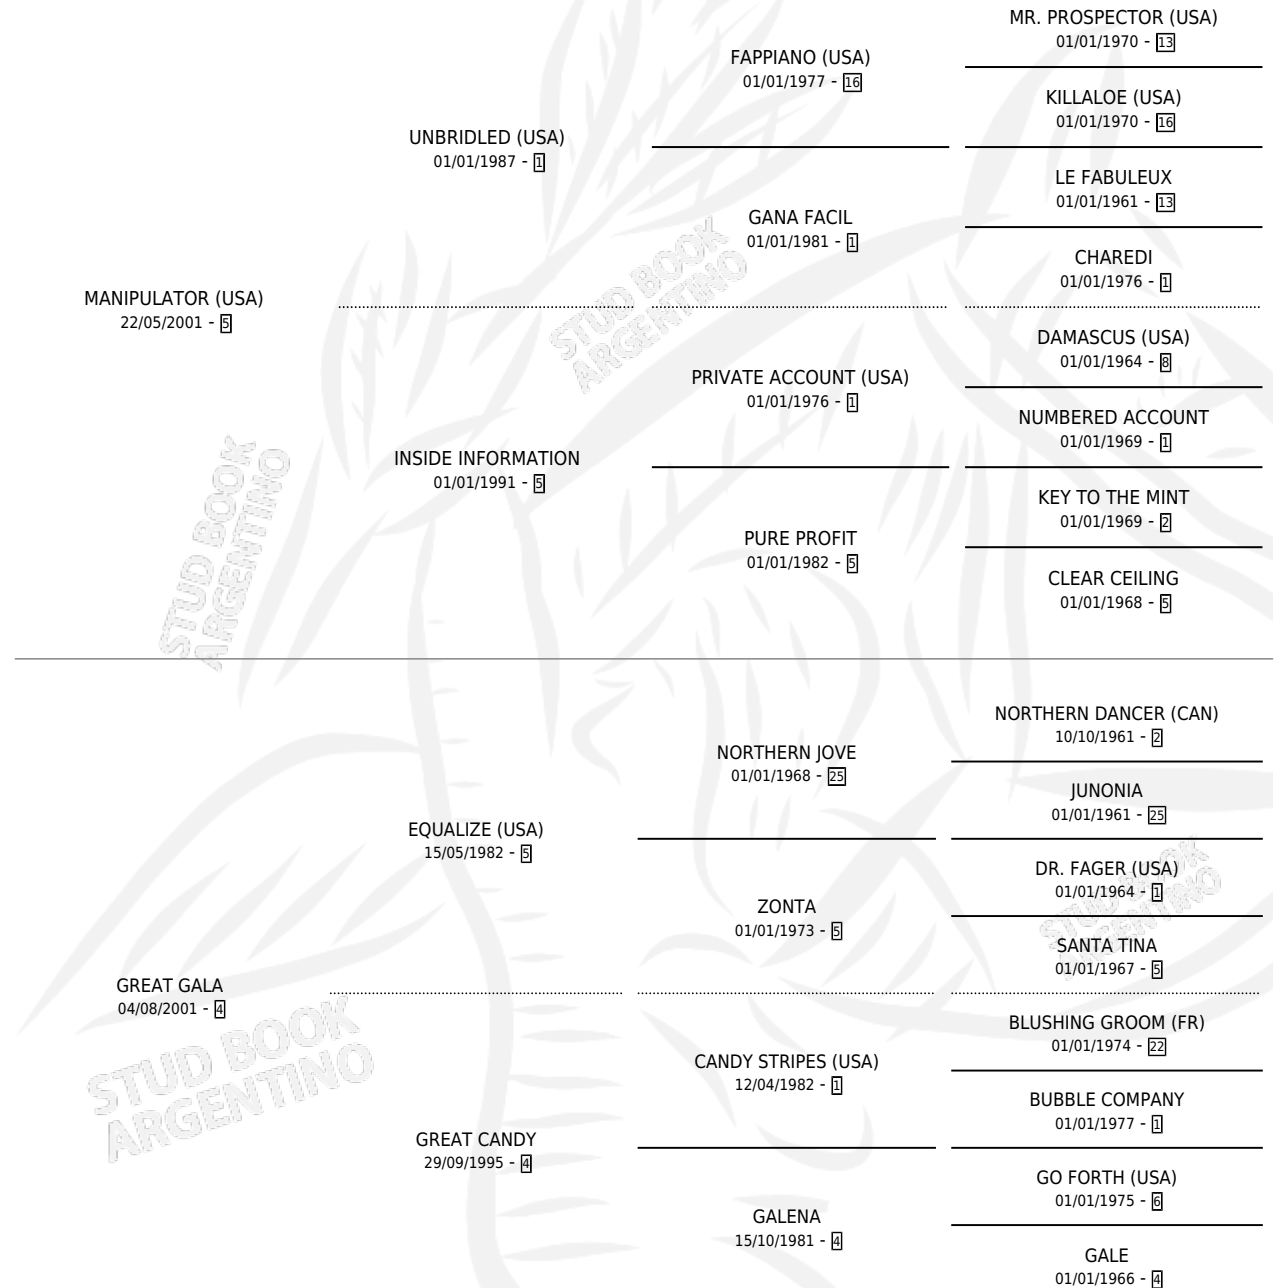 MR. PROSPECTOR (USA)
01/01/1970 - 13
FAPPIANO (USA)
01/01/1977 - 16
KILLALOE (USA)
01/01/1970 - 16
UNBRIDLED (USA)
01/01/1987 - 1
LE FABULEUX
01/01/1961 - 13
GANA FACIL
01/01/1981 - 1
CHAREDI
01/01/1976 - 1
MANIPULATOR (USA)
22/05/2001 - 5
DAMASCUS (USA)
01/01/1964 - 8
PRIVATE ACCOUNT (USA)
01/01/1976 - 1
NUMBERED ACCOUNT
01/01/1969 - 1
INSIDE INFORMATION
01/01/1991 - 5
KEY TO THE MINT
01/01/1969 - 2
PURE PROFIT
01/01/1982 - 5
CLEAR CEILING
01/01/1968 - 5
NORTHERN DANCER (CAN)
10/10/1961 - 2
NORTHERN JOVE
01/01/1968 - 25
JUNONIA
01/01/1961 - 25
EQUALIZE (USA)
15/05/1982 - 5
DR. FAGER (USA)
01/01/1964 - 1
ZONTA
01/01/1973 - 5
SANTA TINA
01/01/1967 - 5
GREAT GALA
04/08/2001 - 4
BLUSHING GROOM (FR)
01/01/1974 - 22
CANDY STRIPES (USA)
12/04/1982 - 1
BUBBLE COMPANY
01/01/1977 - 1
GREAT CANDY
29/09/1995 - 4
GO FORTH (USA)
01/01/1975 - 6
GALENA
15/10/1981 - 4
GALE
01/01/1966 - 4
STUD BOOK
ARGENTINO
STUD BOOK
ARGENTINO
STUD BOOK
ARGENTINO
STUD BOOK
ARGENTINO